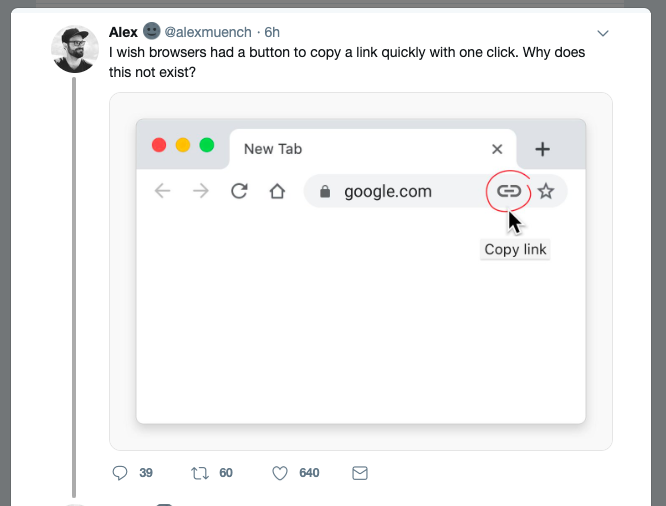 Alex 🌚 @alexmuench · 6h
I wish browsers had a button to copy a link quickly with one click. Why does
this not exist?
New Tab
google.com
Copy link
39 60 640